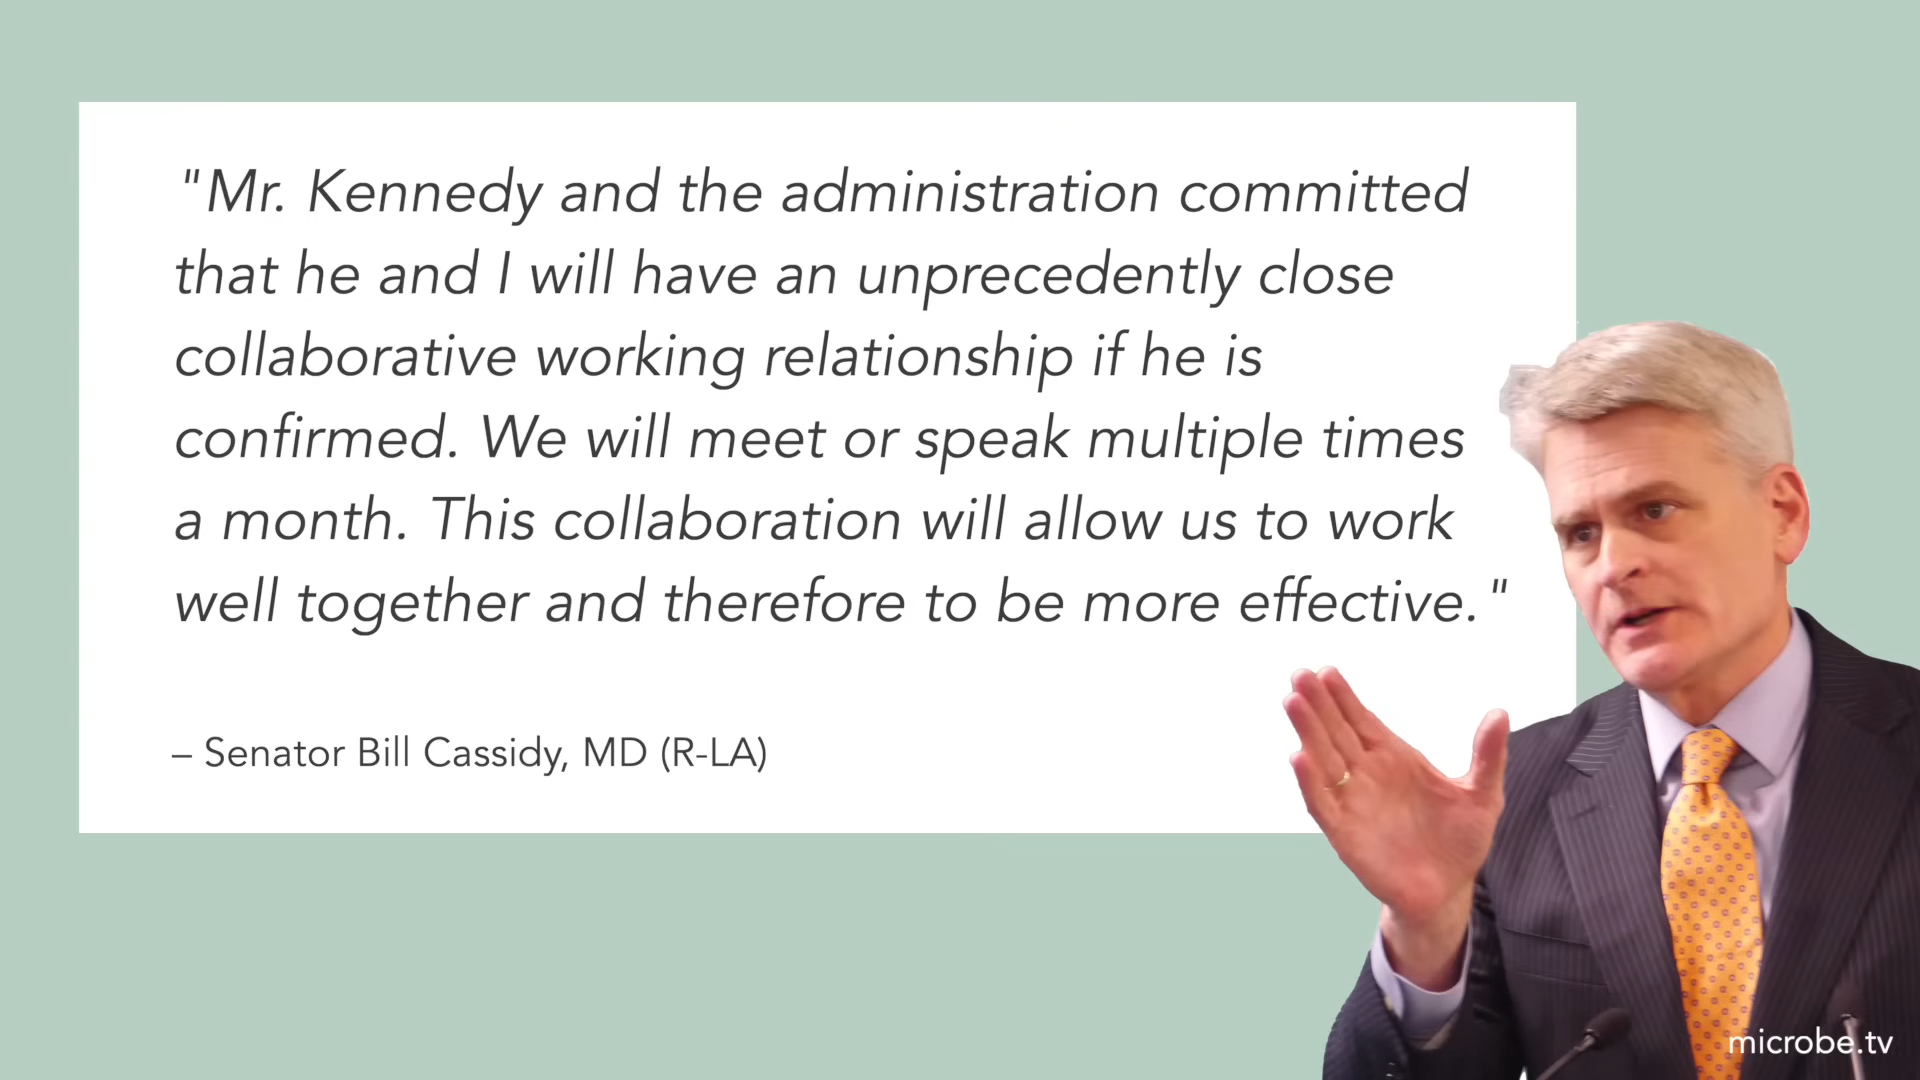 "Mr. Kennedy and the administration committed
that he and I will have an unprecedently close
collaborative working relationship if he is
confirmed. We will meet or speak multiple times
a month. This collaboration will allow us to work
well together and therefore to be more effective."
– Senator Bill Cassidy, MD (R-LA)
microbe.tv